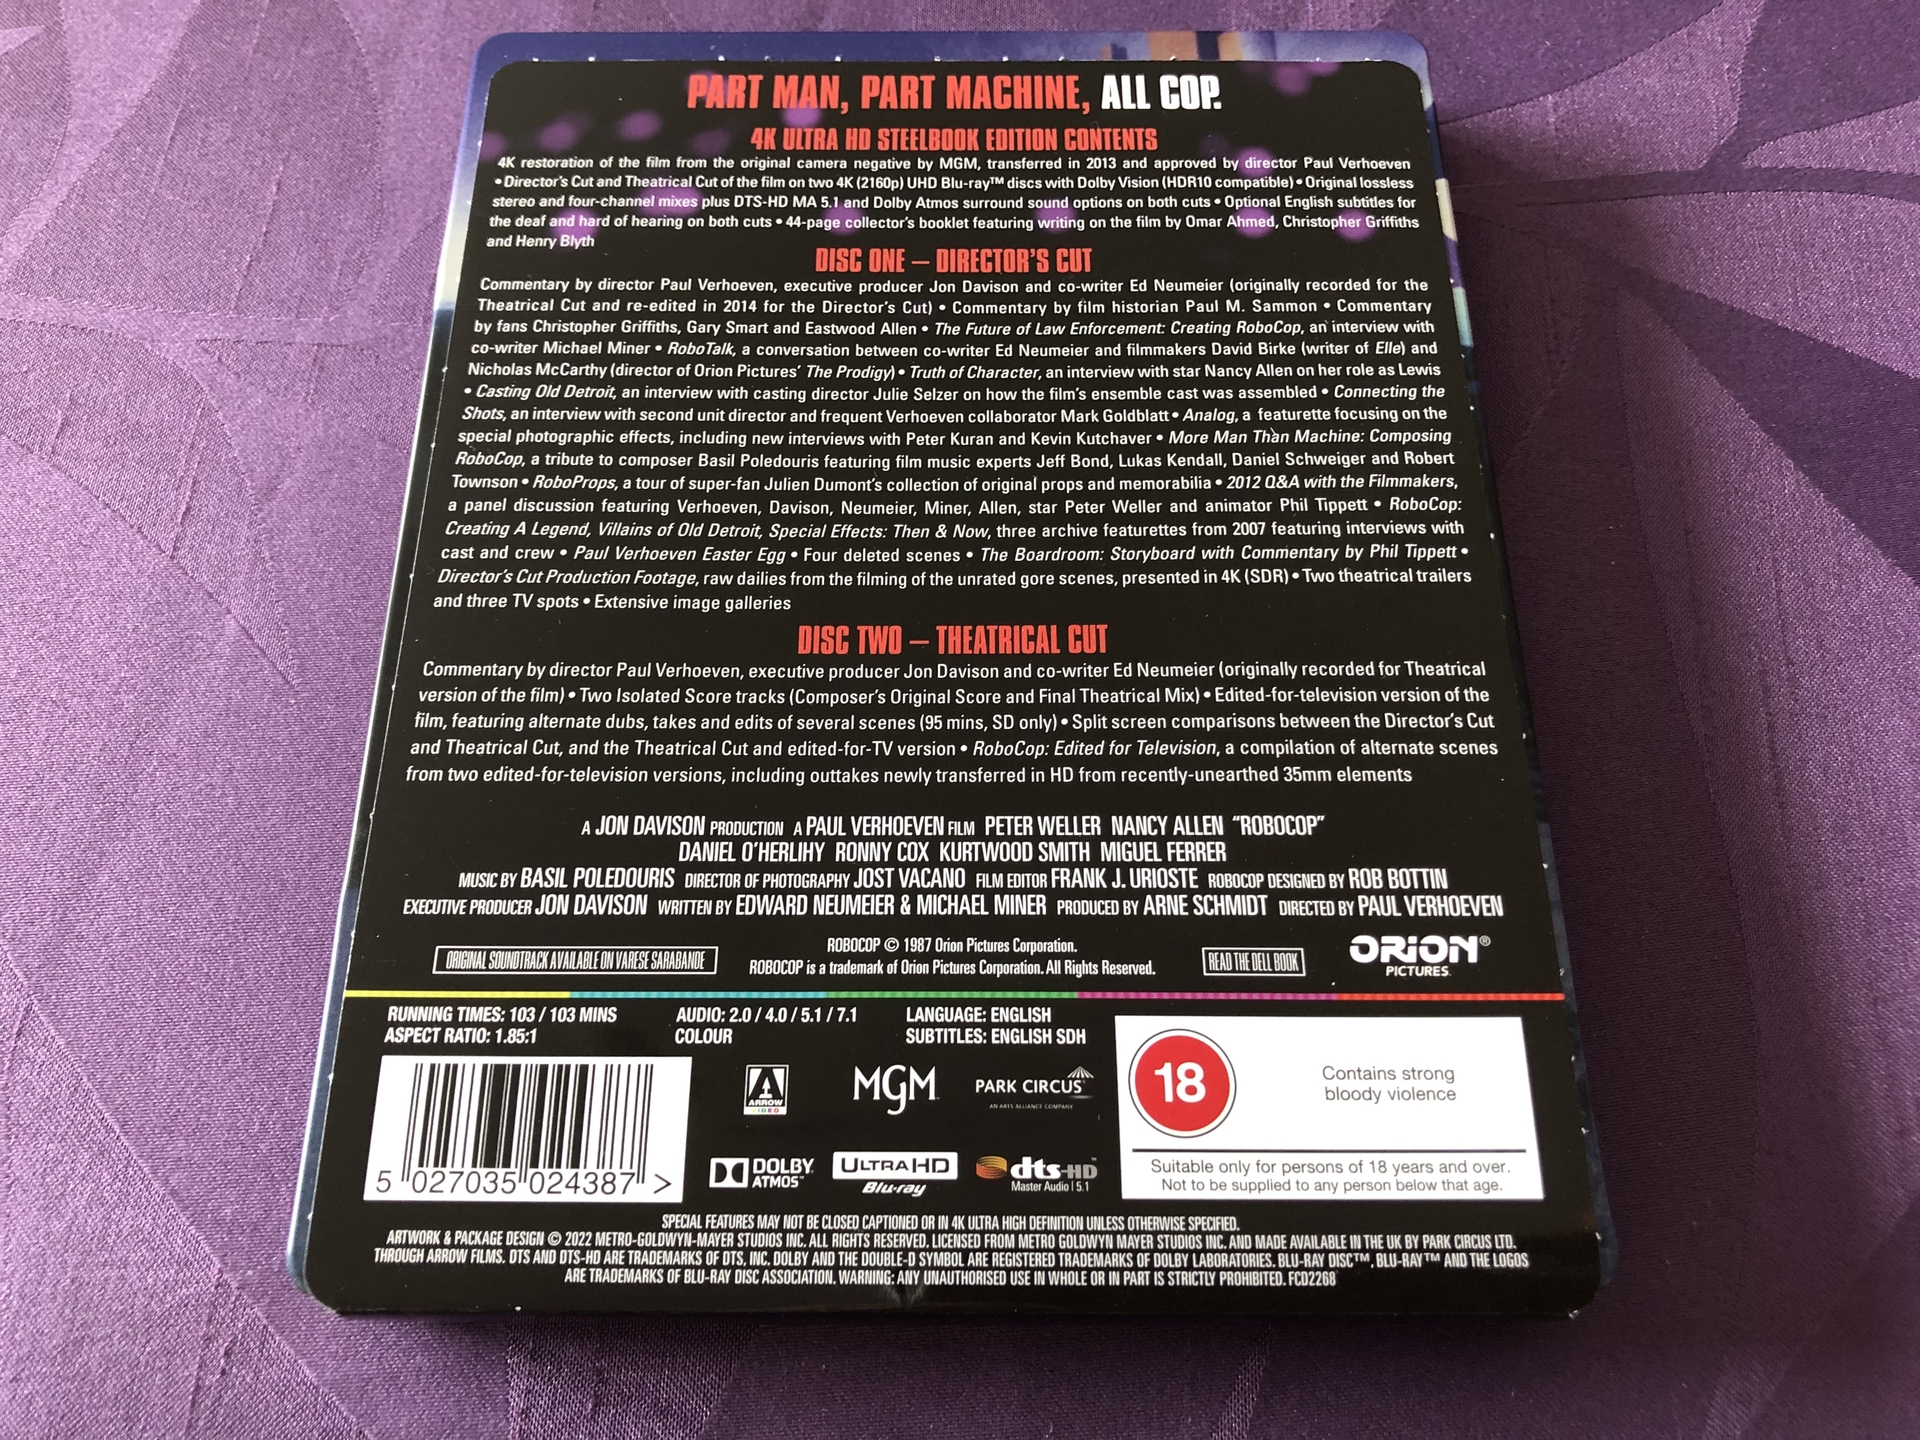 PART MAN, PART MACHINE, ALL COP.
4K ULTRA HD STEELBOOK EDITION CONTENTS
4K restoration of the film from the original camera negative by MGM, transferred in 2013 and approved by director Paul Verhoeven
• Director's Cut and Theatrical Cut of the film on two 4K (2160p) UHD Blu-ray™ discs with Dolby Vision (HDR10 compatible) • Original lossless
stereo and four-channel mixes plus DTS-HD MA 5.1 and Dolby Atmos surround sound options on both cuts • Optional English subtitles for
the deaf and hard of hearing on both cuts • 44-page collector's booklet featuring writing on the film by Omar Ahmed, Christopher Griffiths
and Henry Blyth
DISC ONE – DIRECTOR'S CUT
Commentary by director Paul Verhoeven, executive producer Jon Davison and co-writer Ed Neumeier (originally recorded for the
Theatrical Cut and re-edited in 2014 for the Director's Cut) • Commentary by film historian Paul M. Sammon • Commentary
by fans Christopher Griffiths, Gary Smart and Eastwood Allen • The Future of Law Enforcement: Creating RoboCop, an interview with
co-writer Michael Miner • RoboTalk, a conversation between co-writer Ed Neumeier and filmmakers David Birke (writer of Elle) and
Nicholas McCarthy (director of Orion Pictures' The Prodigy) • Truth of Character, an interview with star Nancy Allen on her role as Lewis
• Casting Old Detroit, an interview with casting director Julie Selzer on how the film's ensemble cast was assembled • Connecting the
Shots, an interview with second unit director and frequent Verhoeven collaborator Mark Goldblatt • Analog, a featurette focusing on the
special photographic effects, including new interviews with Peter Kuran and Kevin Kutchaver • More Man Than Machine: Composing
RoboCop, a tribute to composer Basil Poledouris featuring film music experts Jeff Bond, Lukas Kendall, Daniel Schweiger and Robert
Townson • RoboProps, a tour of super-fan Julien Dumont's collection of original props and memorabilia • 2012 Q&A with the Filmmakers,
a panel discussion featuring Verhoeven, Davison, Neumeier, Miner, Allen, star Peter Weller and animator Phil Tippett • RoboCop:
Creating A Legend, Villains of Old Detroit, Special Effects: Then & Now, three archive featurettes from 2007 featuring interviews with
cast and crew • Paul Verhoeven Easter Egg • Four deleted scenes • The Boardroom: Storyboard with Commentary by Phil Tippett •
Director's Cut Production Footage, raw dailies from the filming of the unrated gore scenes, presented in 4K (SDR) • Two theatrical trailers
and three TV spots • Extensive image galleries
DISC TWO – THEATRICAL CUT
Commentary by director Paul Verhoeven, executive producer Jon Davison and co-writer Ed Neumeier (originally recorded for Theatrical
version of the film) • Two Isolated Score tracks (Composer's Original Score and Final Theatrical Mix) • Edited-for-television version of the
film, featuring alternate dubs, takes and edits of several scenes (95 mins, SD only) • Split screen comparisons between the Director's Cut
and Theatrical Cut, and the Theatrical Cut and edited-for-TV version • RoboCop: Edited for Television, a compilation of alternate scenes
from two edited-for-television versions, including outtakes newly transferred in HD from recently-unearthed 35mm elements
A JON DAVISON PRODUCTION A PAUL VERHOEVEN FILM PETER WELLER NANCY ALLEN "ROBOCOP"
DANIEL O'HERLIHY RONNY COX KURTWOOD SMITH MIGUEL FERRER
MUSIC BY BASIL POLEDOURIS DIRECTOR OF PHOTOGRAPHY JOST VACANO FILM EDITOR FRANK J. URIOSTE ROBOCOP DESIGNED BY ROB BOTTIN
EXECUTIVE PRODUCER JON DAVISON WRITTEN BY EDWARD NEUMEIER & MICHAEL MINER PRODUCED BY ARNE SCHMIDT DIRECTED BY PAUL VERHOEVEN
ORIGINAL SOUNDTRACK AVAILABLE ON VARESE SARABANDE
ROBOCOP © 1987 Orion Pictures Corporation.
ROBOCOP is a trademark of Orion Pictures Corporation. All Rights Reserved.
READ THE DELL BOOK
ORION®
PICTURES
RUNNING TIMES: 103 / 103 MINS
ASPECT RATIO: 1.85:1
AUDIO: 2.0 / 4.0 / 5.1 / 7.1
COLOUR
LANGUAGE: ENGLISH
SUBTITLES: ENGLISH SDH
5 027035 024387 >
A
ARROW
VIDEO
MGM
PARK CIRCUS
AN ARTS ALLIANCE COMPANY
DOLBY
ATMOS™
ULTRA HD
Blu-ray
dts-HD™
Master Audio | 5.1
18
Contains strong
bloody violence
Suitable only for persons of 18 years and over.
Not to be supplied to any person below that age.
SPECIAL FEATURES MAY NOT BE CLOSED CAPTIONED OR IN 4K ULTRA HIGH DEFINITION UNLESS OTHERWISE SPECIFIED.
ARTWORK & PACKAGE DESIGN © 2022 METRO-GOLDWYN-MAYER STUDIOS INC. ALL RIGHTS RESERVED. LICENSED FROM METRO GOLDWYN MAYER STUDIOS INC. AND MADE AVAILABLE IN THE UK BY PARK CIRCUS LTD.
THROUGH ARROW FILMS. DTS AND DTS-HD ARE TRADEMARKS OF DTS, INC. DOLBY AND THE DOUBLE-D SYMBOL ARE REGISTERED TRADEMARKS OF DOLBY LABORATORIES. BLU-RAY DISC™, BLU-RAY™ AND THE LOGOS
ARE TRADEMARKS OF BLU-RAY DISC ASSOCIATION. WARNING: ANY UNAUTHORISED USE IN WHOLE OR IN PART IS STRICTLY PROHIBITED. FCD2268